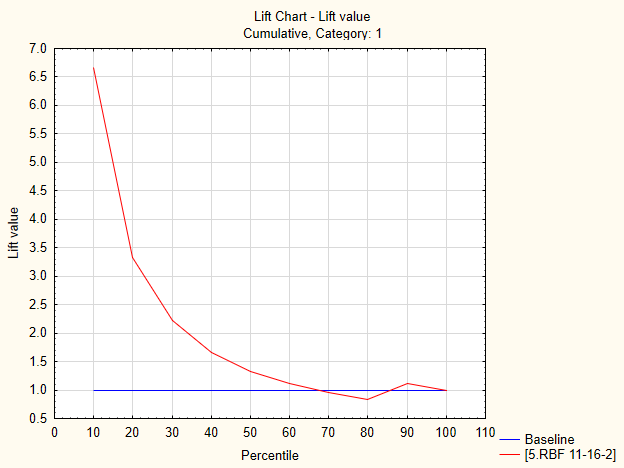 Lift Chart - Lift value
Cumulative, Category: 1
7.0
6.5
6.0
5.5
5.0
4.5
4.0
3.5
3.0
2.5
2.0
1.5
1.0
0.5
Lift value
0 10 20 30 40 50 60 70 80 90 100 110
Percentile
Baseline
[5.RBF 11-16-2]